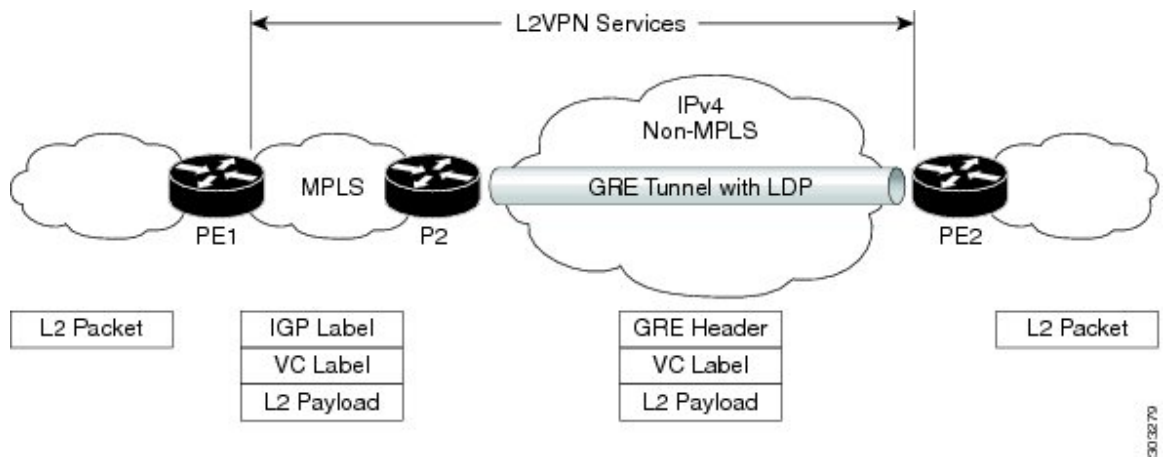 L2VPN Services
IPv4
Non-MPLS
MPLS
GRE Tunnel with LDP
PE1
P2
PE2
L2 Packet
IGP Label
VC Label
L2 Payload
GRE Header
VC Label
L2 Payload
L2 Packet
303279